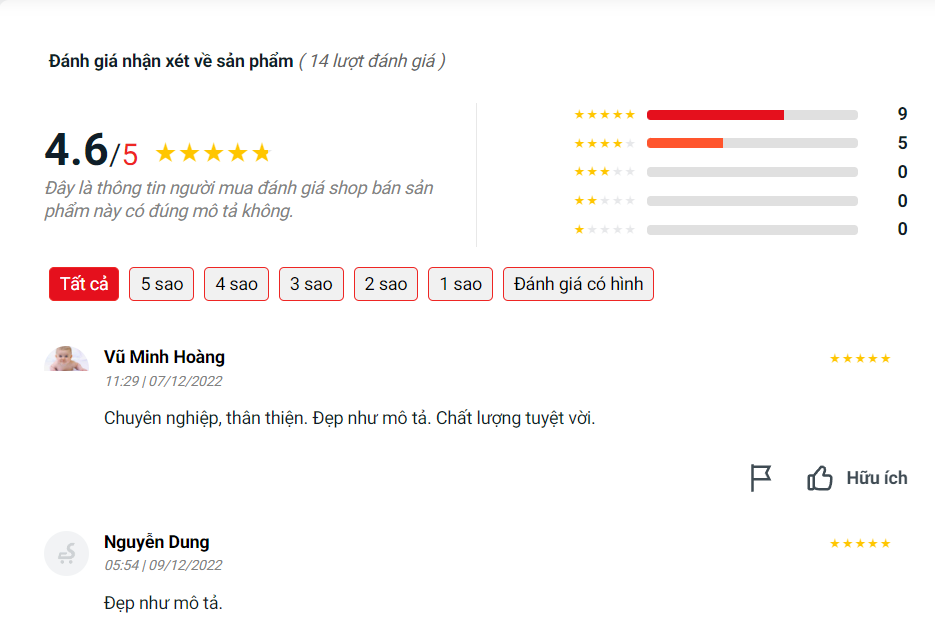 Đánh giá nhận xét về sản phẩm ( 14 lượt đánh giá )
4.6/5
Đây là thông tin người mua đánh giá shop bán sản
phẩm này có đúng mô tả không.
9
5
0
0
0
Tất cả 5 sao 4 sao 3 sao 2 sao 1 sao Đánh giá có hình
Vũ Minh Hoàng
11:29 | 07/12/2022
Chuyên nghiệp, thân thiện. Đẹp như mô tả. Chất lượng tuyệt vời.
Hữu ích
Nguyễn Dung
05:54 | 09/12/2022
Đẹp như mô tả.